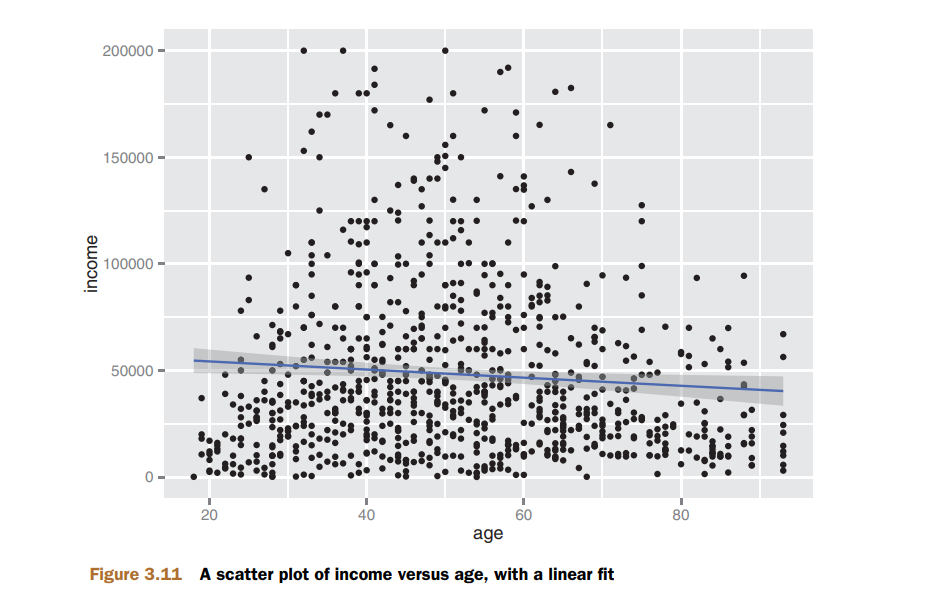 200000
150000
100000
50000
0
income
20 40 60 80
age
Figure 3.11 A scatter plot of income versus age, with a linear fit